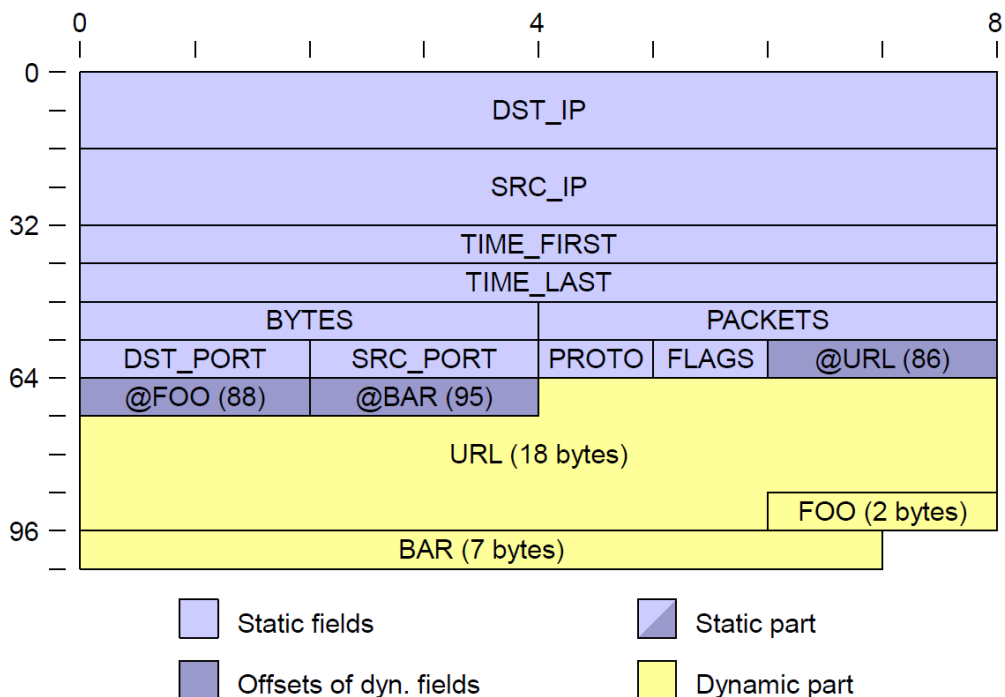 0 4 8
0
DST_IP
SRC_IP
32
TIME_FIRST
TIME_LAST
BYTES PACKETS
DST_PORT SRC_PORT PROTO FLAGS @URL (86)
64
@FOO (88) @BAR (95)
URL (18 bytes)
FOO (2 bytes)
96
BAR (7 bytes)
Static fields Static part
Offsets of dyn. fields Dynamic part